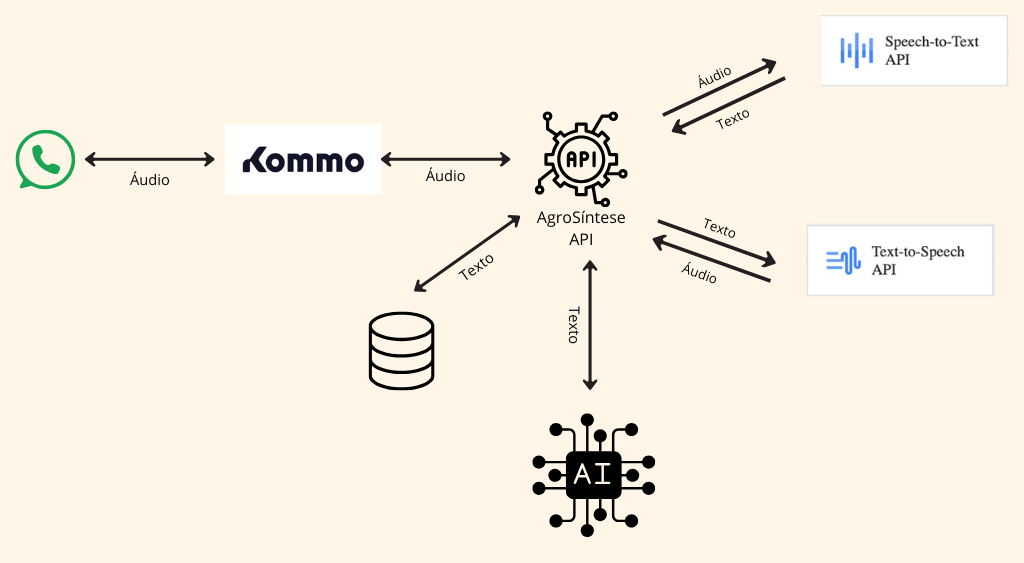 Áudio
Kommo
Áudio
API
AgroSíntese
API
Áudio
Texto
Speech-to-Text
API
Texto
Áudio
Text-to-Speech
API
Texto
Texto
AI